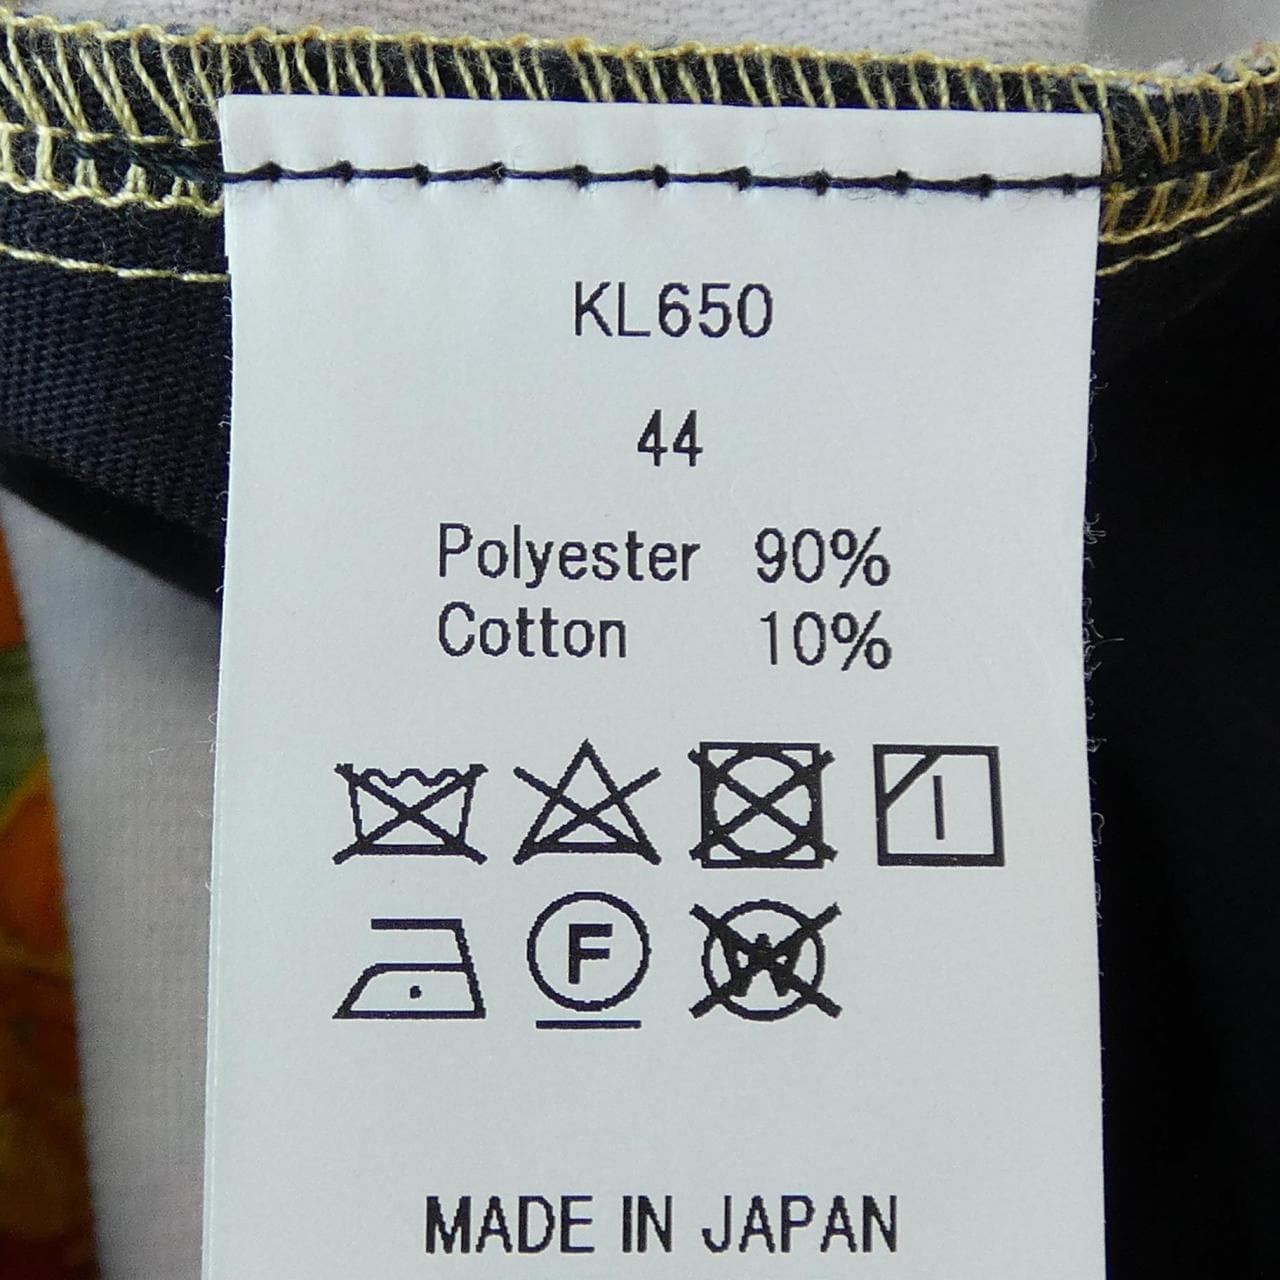 KL650
44
Polyester 90%
Cotton 10%
F
W
MADE IN JAPAN